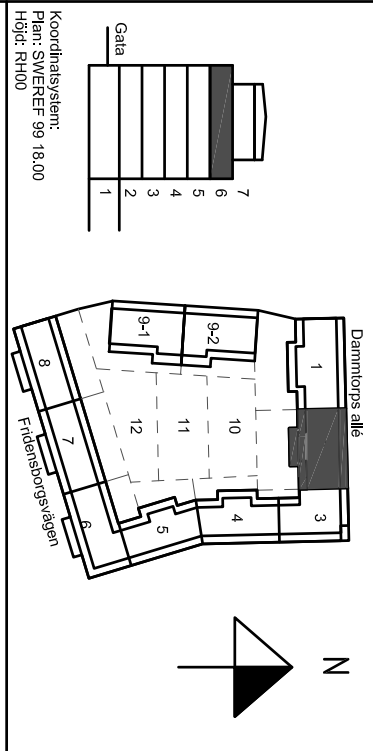 Gata
7
6
5
4
3
2
1
Koordinatsystem:
Plan: SWEREF 99 18.00
Höjd: RH00
Dammtorps allé
1
3
9-1
9-2
10
11
12
4
5
6
7
8
Fridensborgsvägen
N